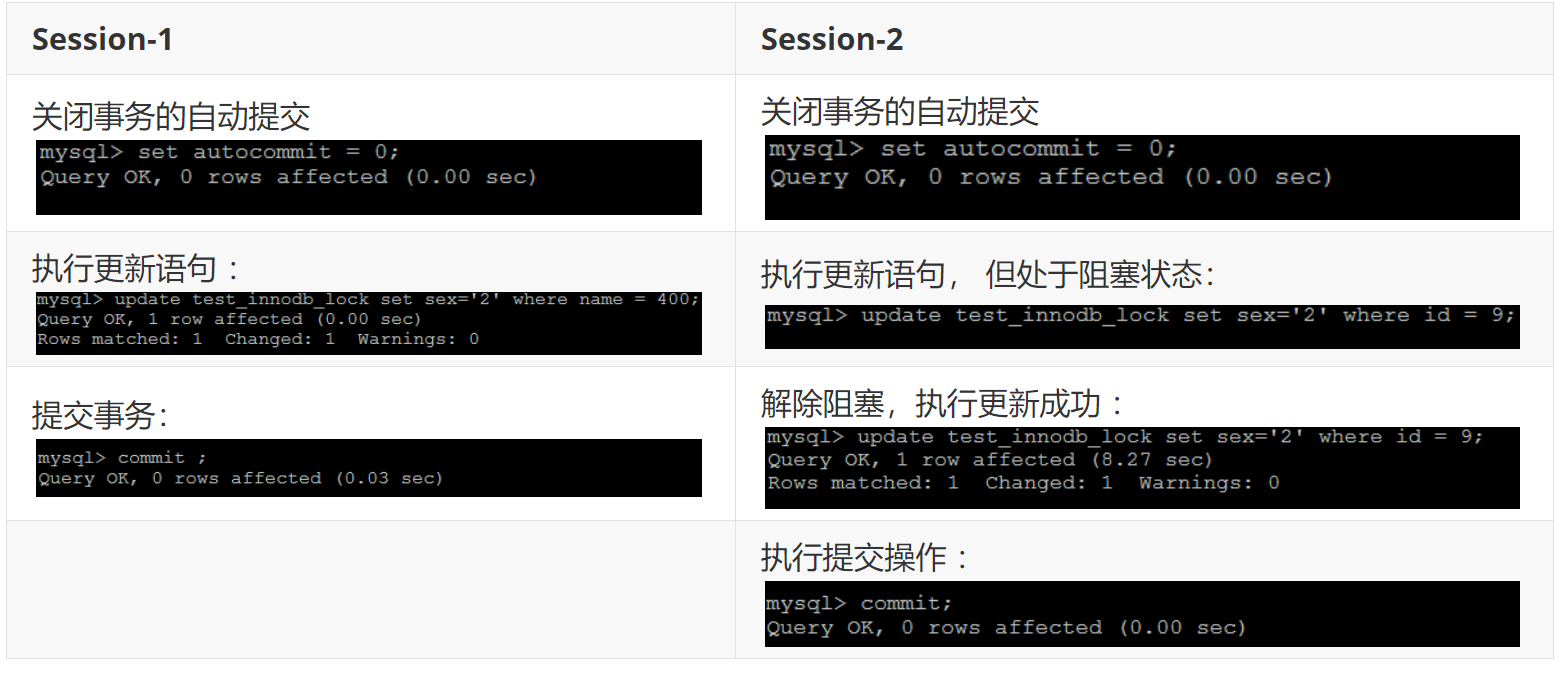 Session-1
Session-2
关闭事务的自动提交
mysql> set autocommit = 0;
Query OK, 0 rows affected (0.00 sec)
关闭事务的自动提交
mysql> set autocommit = 0;
Query OK, 0 rows affected (0.00 sec)
执行更新语句 :
mysql> update test_innodb_lock set sex='2' where name = 400;
Query OK, 1 row affected (0.00 sec)
Rows matched: 1  Changed: 1  Warnings: 0
执行更新语句， 但处于阻塞状态:
mysql> update test_innodb_lock set sex='2' where id = 9;
提交事务:
mysql> commit ;
Query OK, 0 rows affected (0.03 sec)
解除阻塞，执行更新成功 :
mysql> update test_innodb_lock set sex='2' where id = 9;
Query OK, 1 row affected (8.27 sec)
Rows matched: 1  Changed: 1  Warnings: 0
执行提交操作 :
mysql> commit;
Query OK, 0 rows affected (0.00 sec)